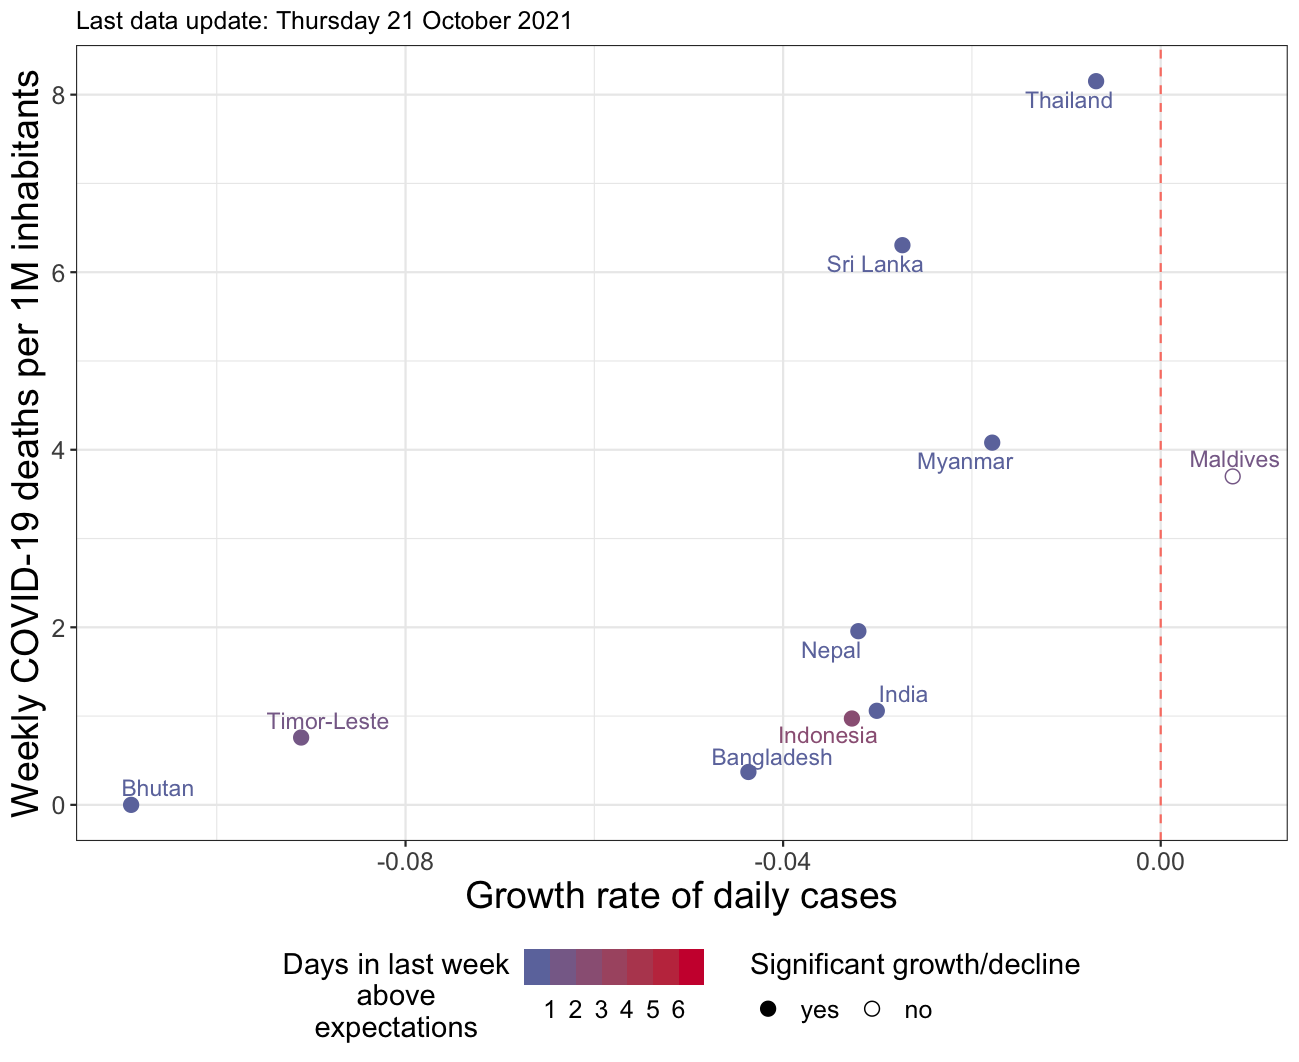 Last data update: Thursday 21 October 2021
Weekly COVID-19 deaths per 1M inhabitants
8
6
4
2
0
Thailand
Sri Lanka
Myanmar
Maldives
Nepal
India
Timor-Leste
Indonesia
Bangladesh
Bhutan
-0.08 -0.04 0.00
Growth rate of daily cases
Days in last week
above
expectations
1 2 3 4 5 6
Significant growth/decline
yes no